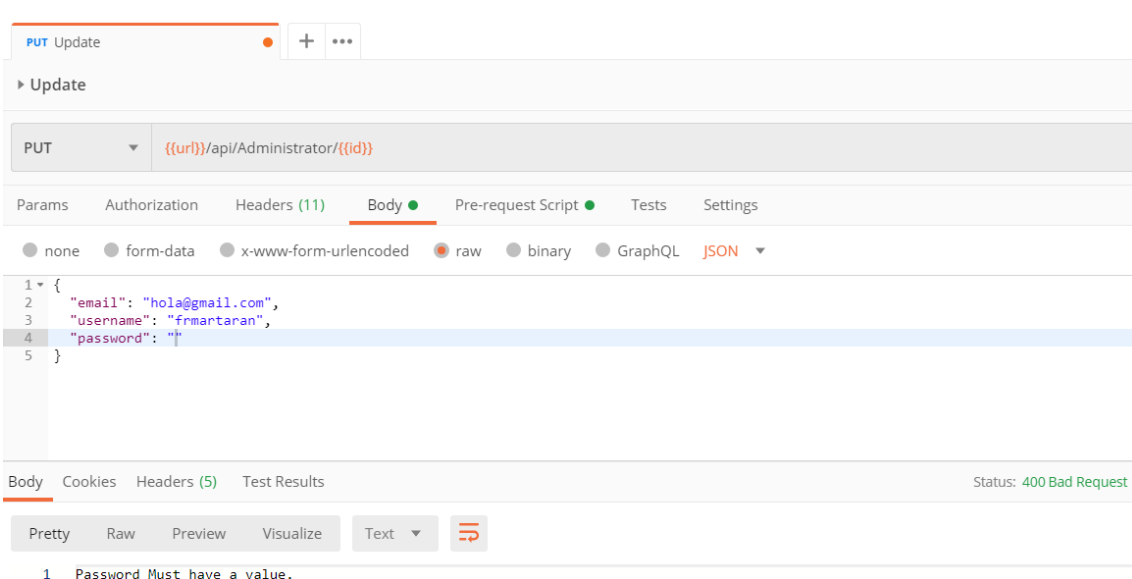 PUT Update + •••
Update
PUT {{url}}/api/Administrator/{{id}}
Params Authorization Headers (11) Body Pre-request Script Tests Settings
none form-data x-www-form-urlencoded raw binary GraphQL JSON
1 {
2 "email": "hola@gmail.com",
3 "username": "frmartaran",
4 "password": ""
5 }
Body Cookies Headers (5) Test Results Status: 400 Bad Request
Pretty Raw Preview Visualize Text
1 Password Must have a value.